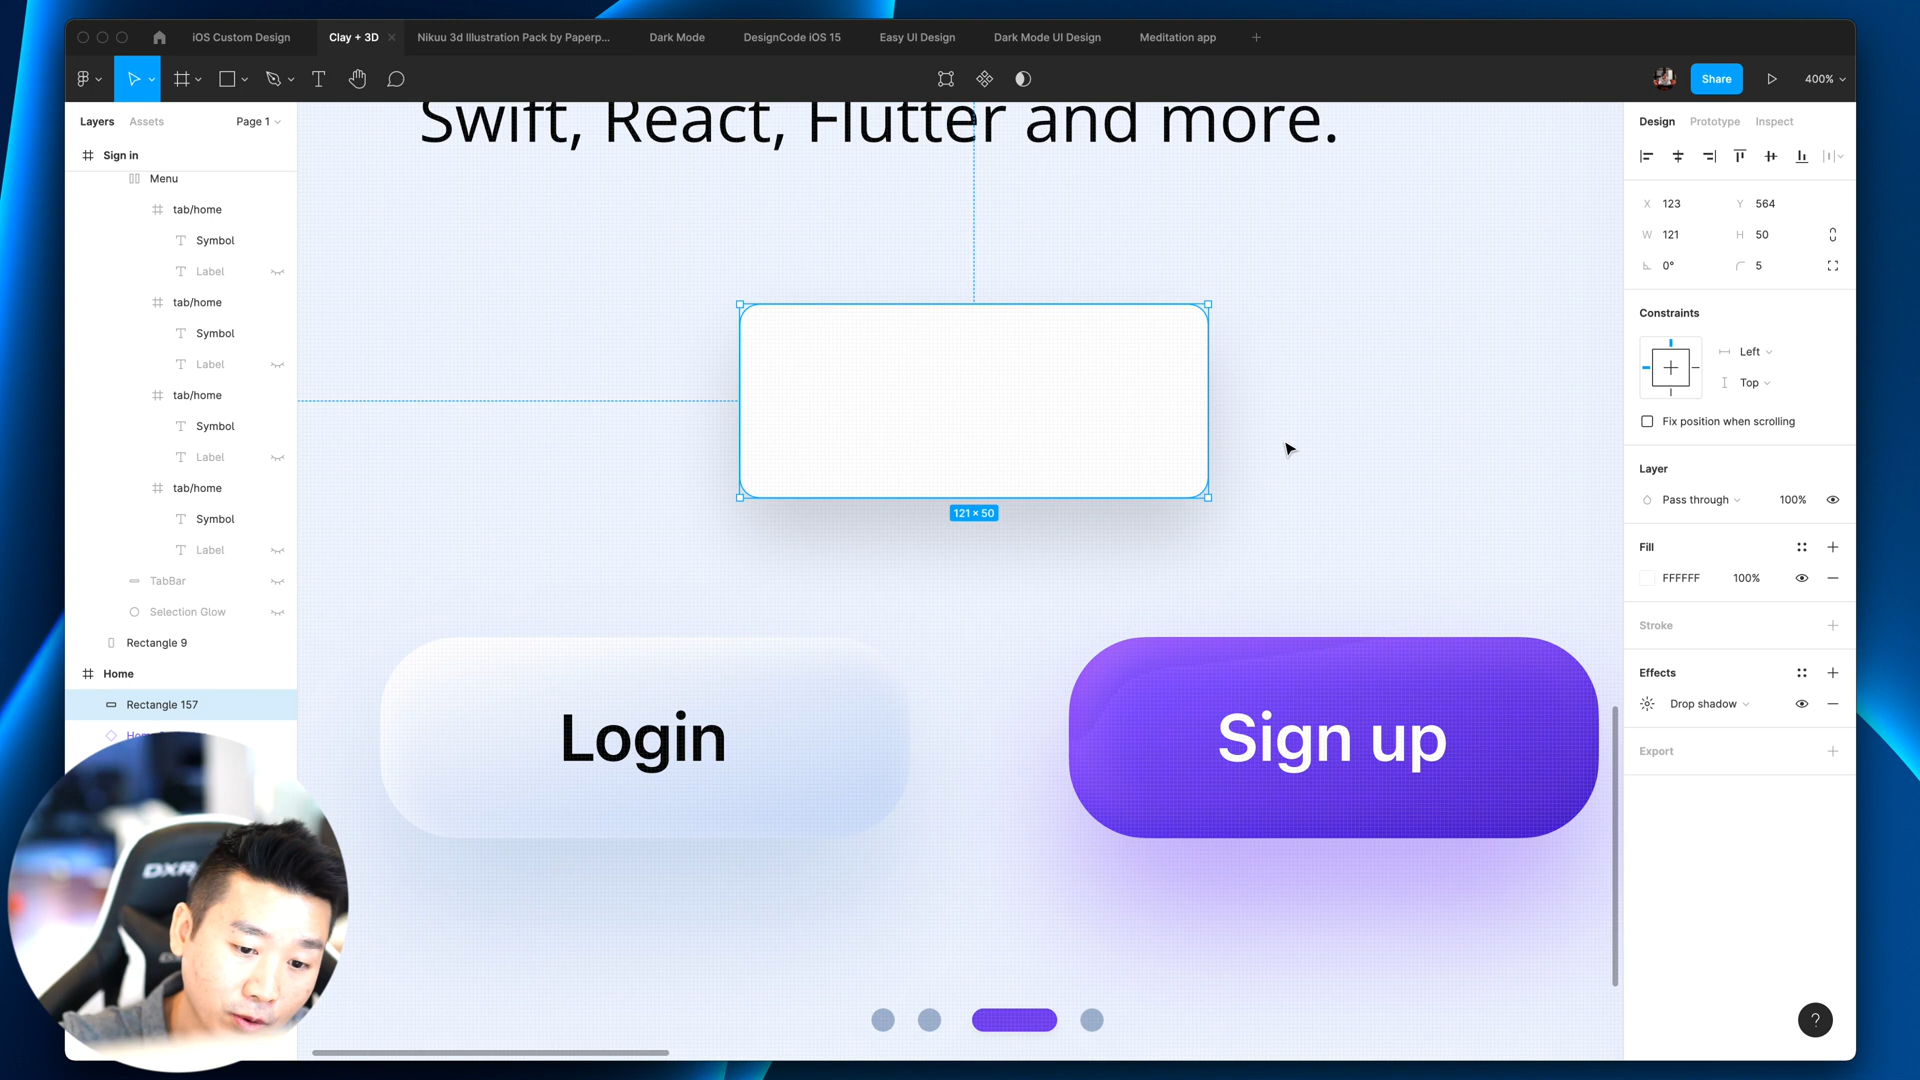 iOS Custom Design
Clay + 3D
Nikuu 3d Illustration Pack by Paperp...
Dark Mode
DesignCode iOS 15
Easy UI Design
Dark Mode UI Design
Meditation app
Share
400%
Layers
Assets
Page 1
Sign in
Menu
tab/home
Symbol
Label
tab/home
Symbol
Label
tab/home
Symbol
Label
tab/home
Symbol
Label
TabBar
Selection Glow
Rectangle 9
Home
Rectangle 157
Swift, React, Flutter and more.
121 × 50
Login
Sign up
Design
Prototype
Inspect
X 123 Y 564
W 121 H 50
0° 5
Constraints
Left
Top
Fix position when scrolling
Layer
Pass through 100%
Fill
FFFFFF 100%
Stroke
Effects
Drop shadow
Export
?